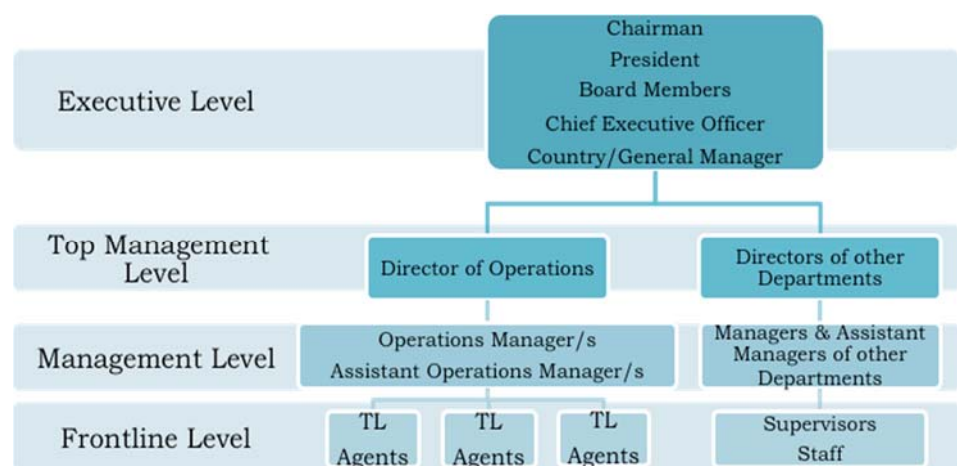 Chairman
President
Board Members
Chief Executive Officer
Country/General Manager
Executive Level
Top Management
Level
Director of Operations
Directors of other
Departments
Management Level
Operations Manager/s
Assistant Operations Manager/s
Managers & Assistant
Managers of other
Departments
Frontline Level
TL
Agents
TL
Agents
TL
Agents
Supervisors
Staff